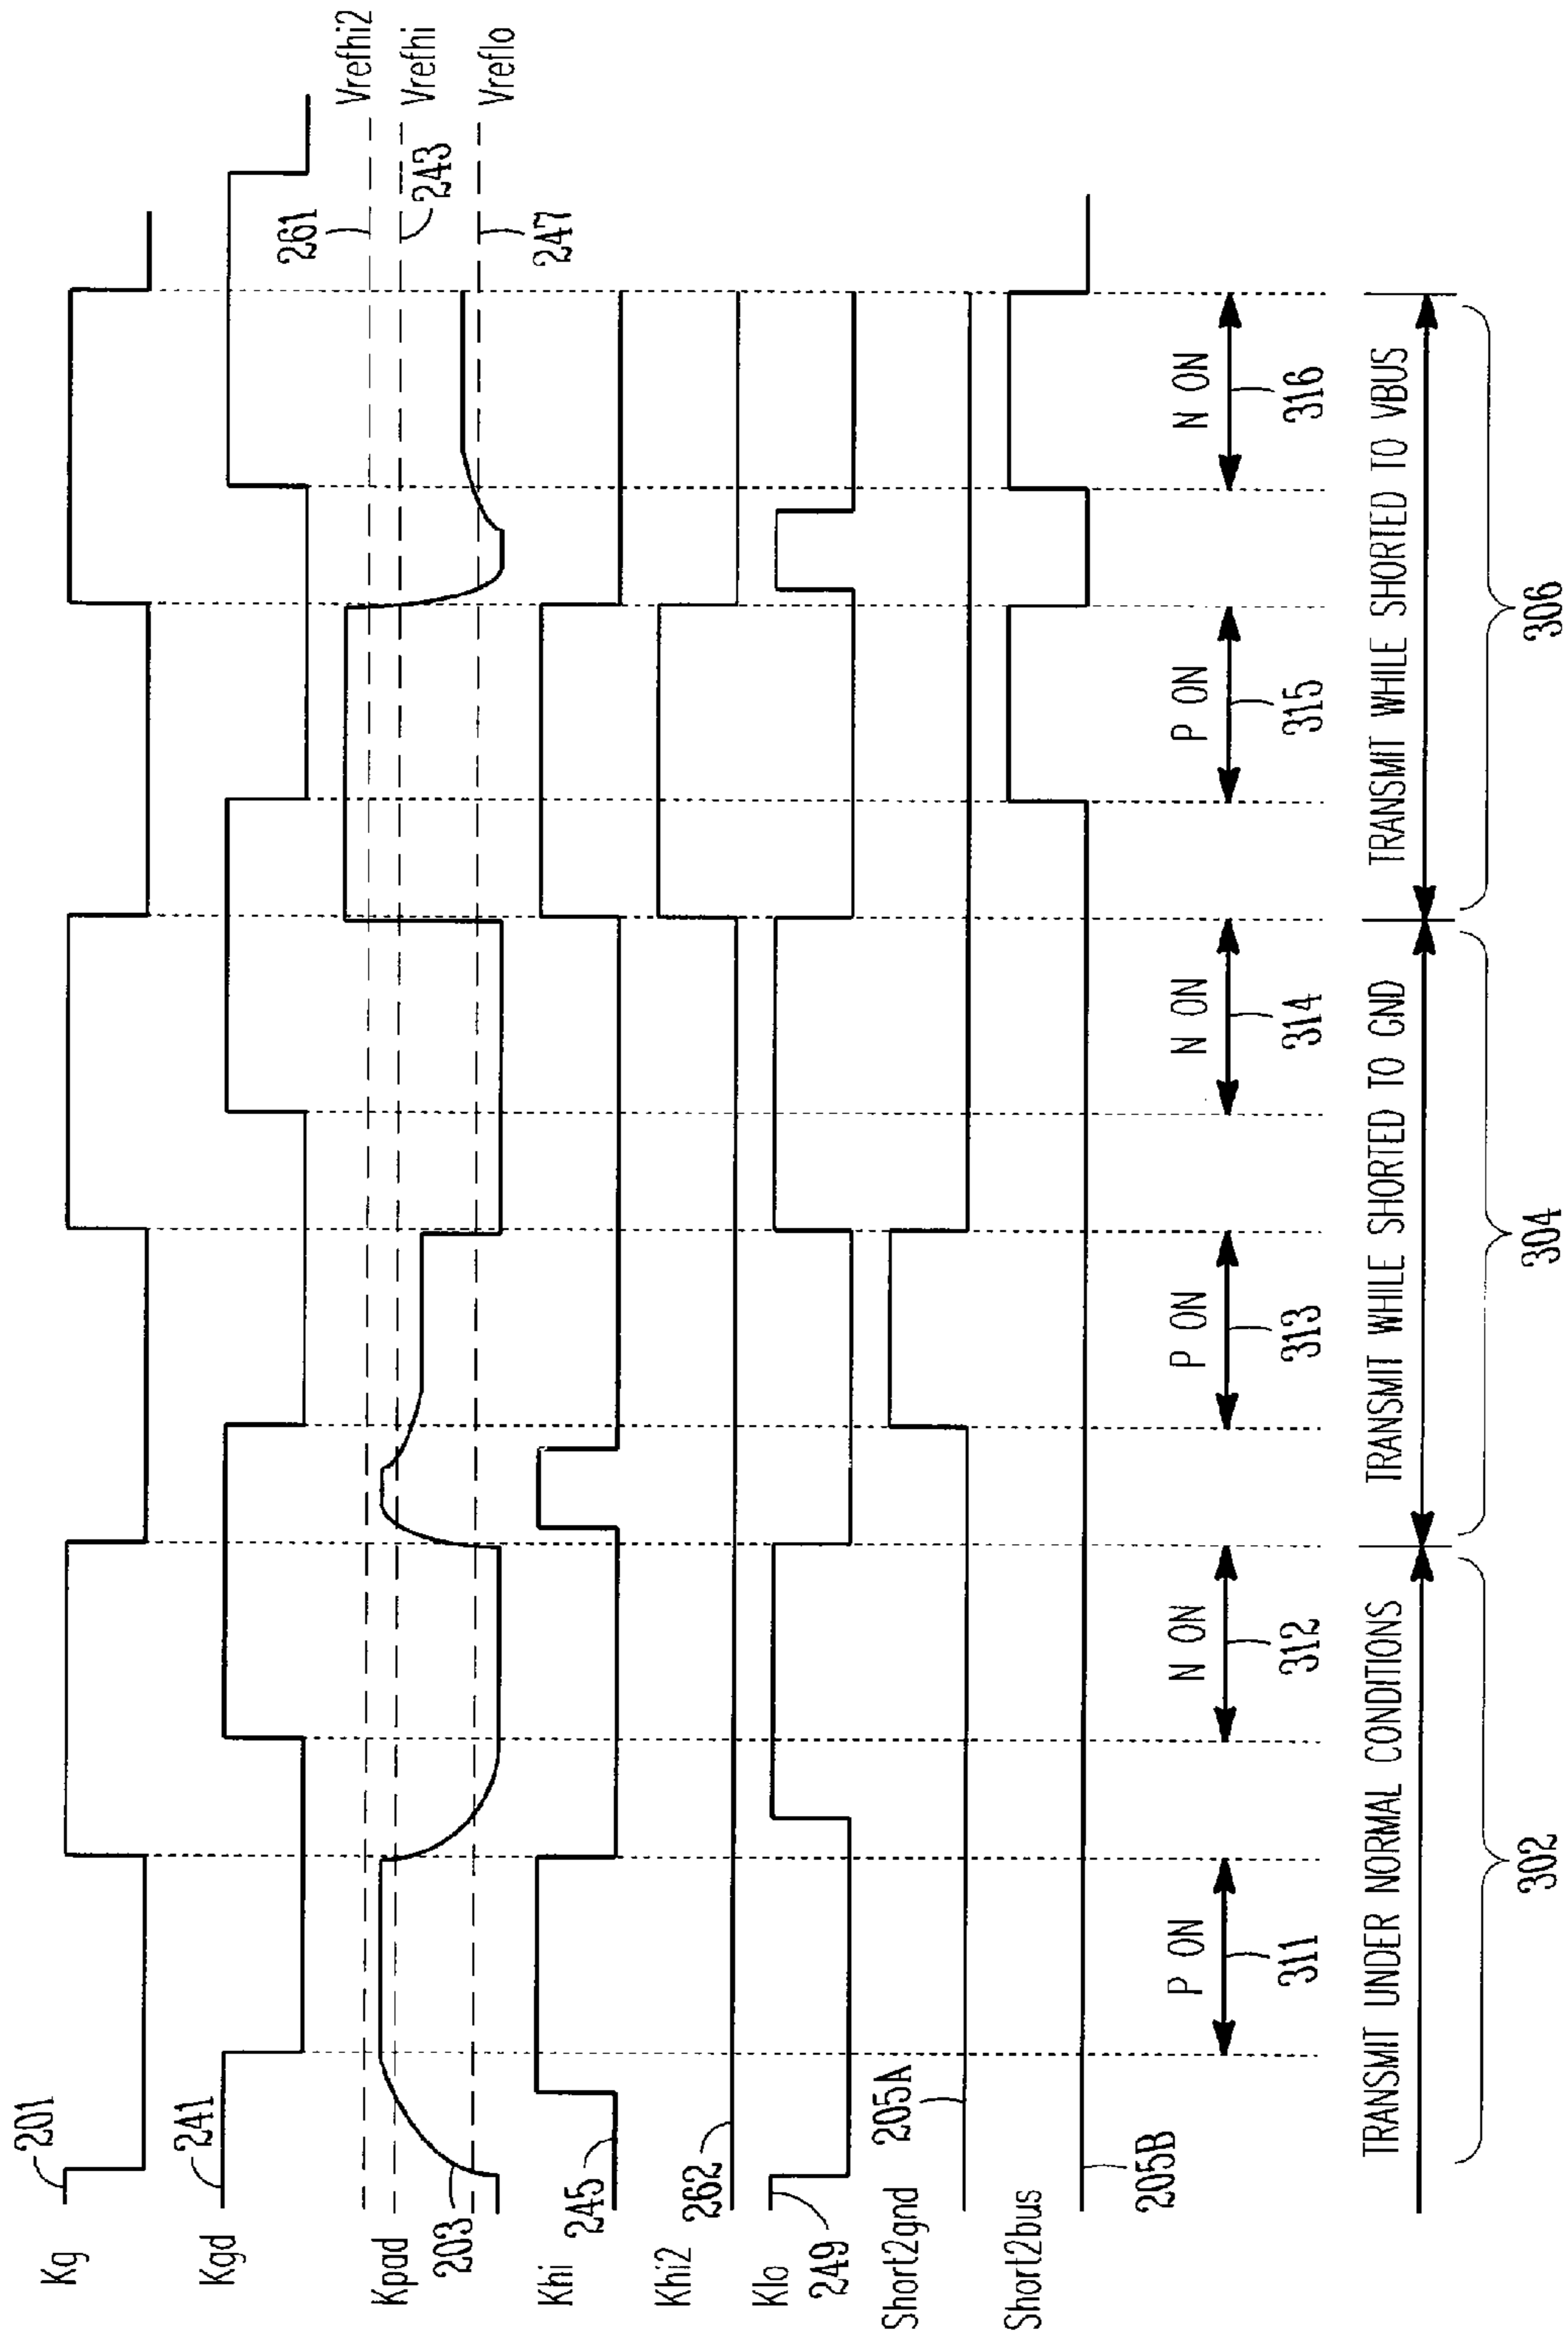 Kg
201
Kgd
241
Vrefhi2
Vrefhi
Vreflo
261
243
247
Kpad
203
Khi
245
Khi2
262
Klo
249
Short2gnd
205A
Short2bus
205B
P ON
N ON
P ON
N ON
P ON
N ON
311
312
313
314
315
316
TRANSMIT UNDER NORMAL CONDITIONS
TRANSMIT WHILE SHORTED TO GND
TRANSMIT WHILE SHORTED TO VBUS
302
304
306